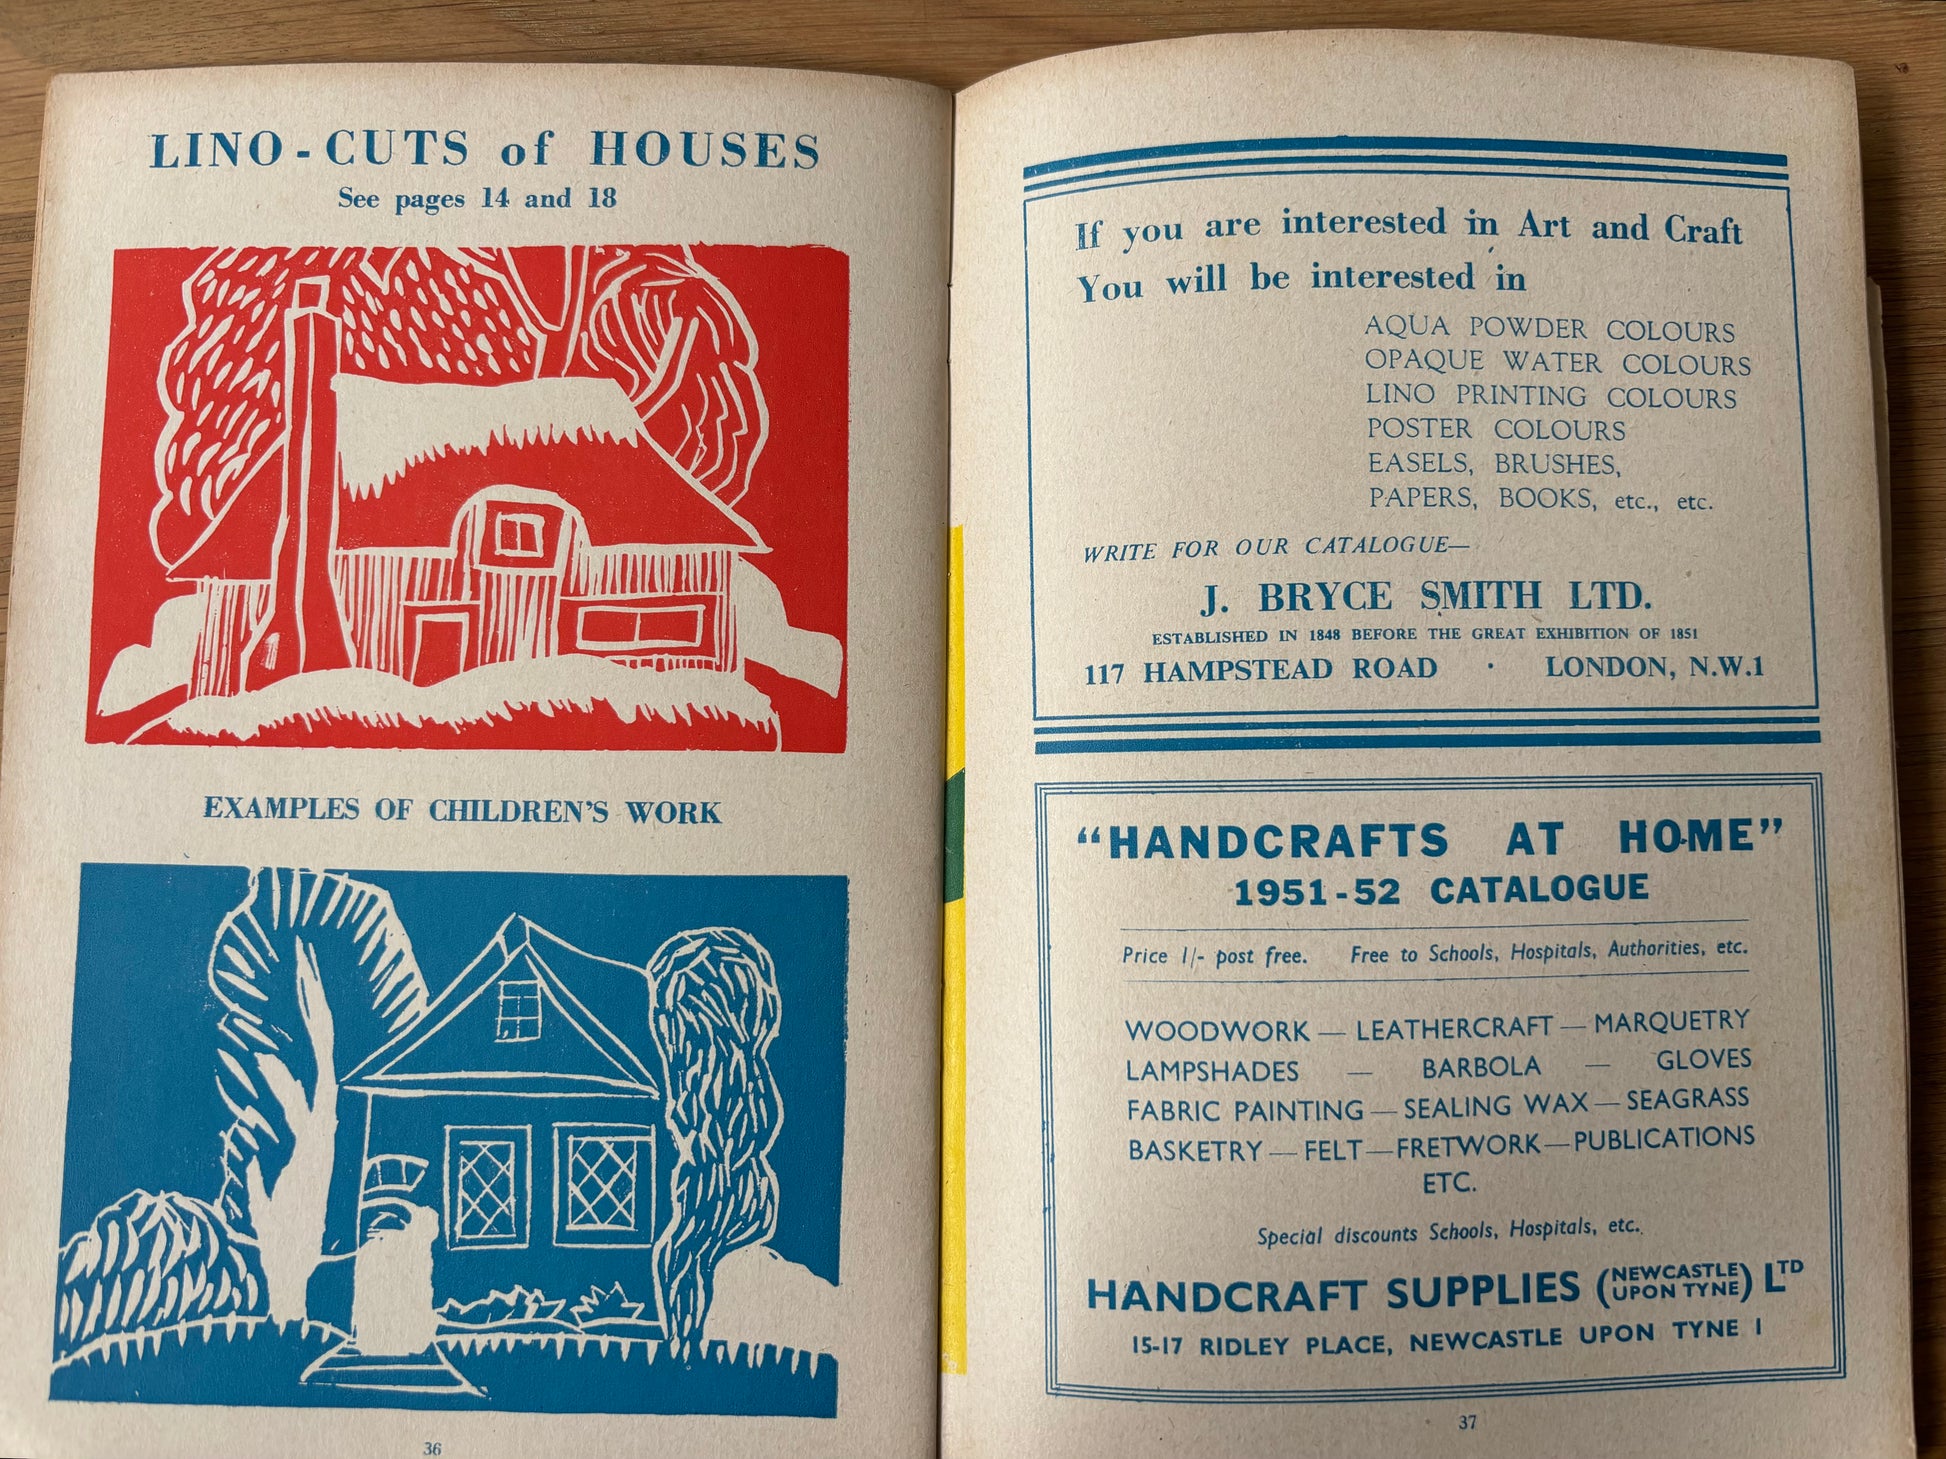 LINO-CUTS of HOUSES
See pages 14 and 18
EXAMPLES OF CHILDREN'S WORK
36
If you are interested in Art and Craft
You will be interested in
AQUA POWDER COLOURS
OPAQUE WATER COLOURS
LINO PRINTING COLOURS
POSTER COLOURS
EASELS, BRUSHES,
PAPERS, BOOKS, etc., etc.
WRITE FOR OUR CATALOGUE—
J. BRYCE SMITH LTD.
ESTABLISHED IN 1848 BEFORE THE GREAT EXHIBITION OF 1851
117 HAMPSTEAD ROAD · LONDON, N.W.1
"HANDCRAFTS AT HOME"
1951-52 CATALOGUE
Price 1/- post free. Free to Schools, Hospitals, Authorities, etc.
WOODWORK — LEATHERCRAFT — MARQUETRY
LAMPSHADES — BARBOLA — GLOVES
FABRIC PAINTING — SEALING WAX — SEAGRASS
BASKETRY — FELT — FRETWORK — PUBLICATIONS
ETC.
Special discounts Schools, Hospitals, etc.
HANDCRAFT SUPPLIES (NEWCASTLE UPON TYNE) LTD
15-17 RIDLEY PLACE, NEWCASTLE UPON TYNE 1
37